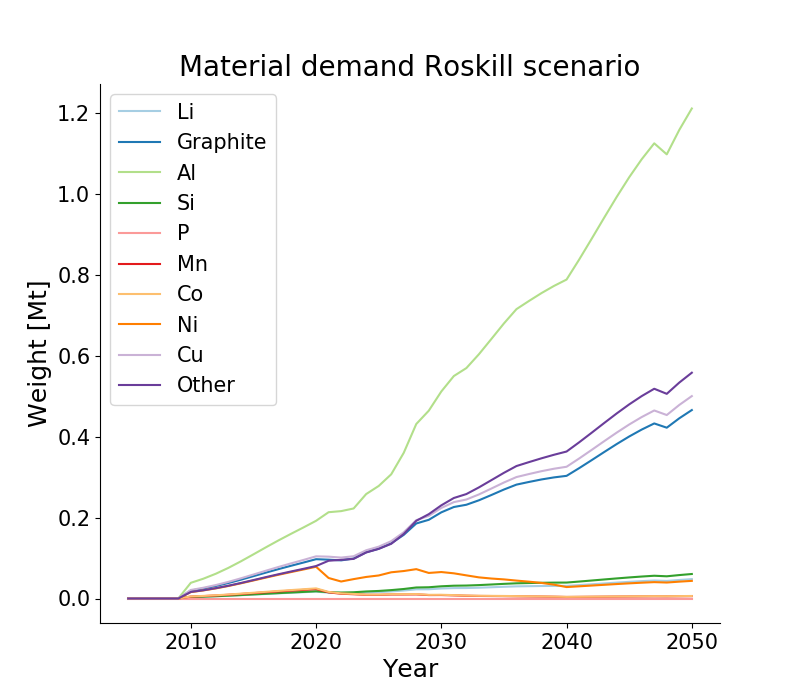 Material demand Roskill scenario
Weight [Mt]
1.2
1.0
0.8
0.6
0.4
0.2
0.0
Li
Graphite
Al
Si
P
Mn
Co
Ni
Cu
Other
2010 2020 2030 2040 2050
Year